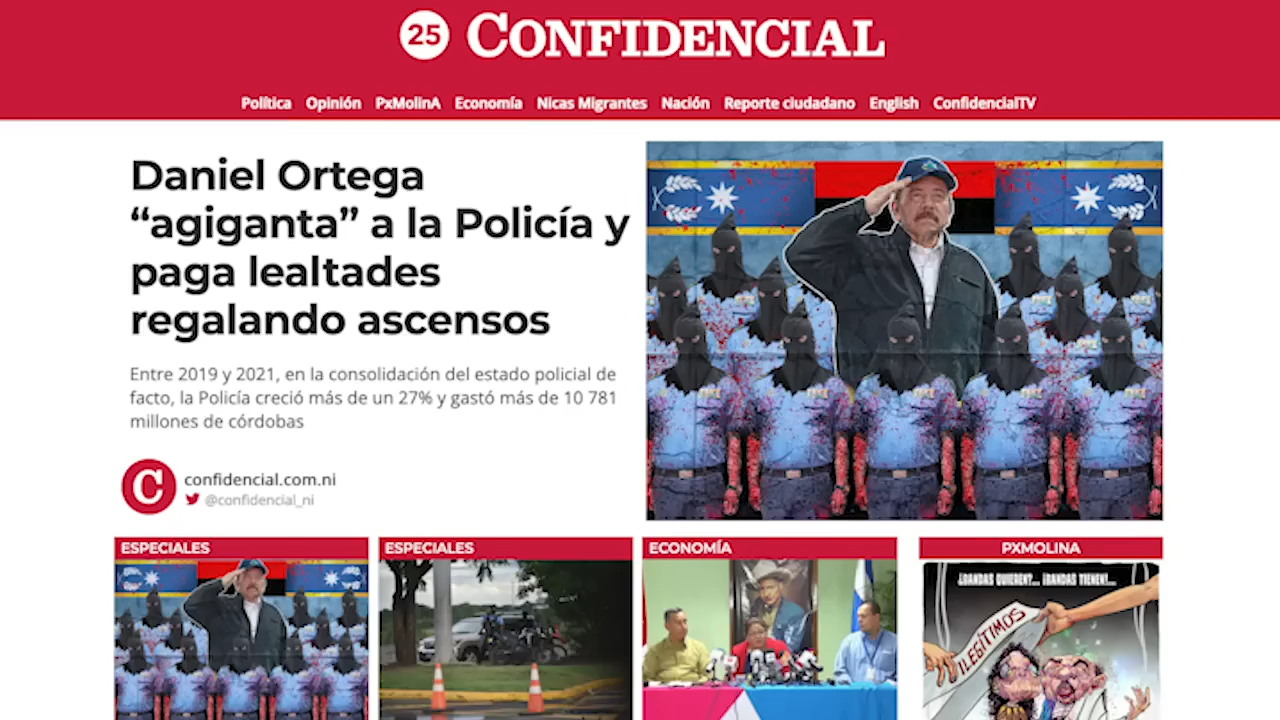 25 CONFIDENCIAL
Política Opinión PxMolinA Economía Nicas Migrantes Nación Reporte ciudadano English ConfidencialTV
Daniel Ortega
“agiganta” a la Policía y
paga lealtades
regalando ascensos
Entre 2019 y 2021, en la consolidación del estado policial de
facto, la Policía creció más de un 27% y gastó más de 10 781
millones de córdobas
C
confidencial.com.ni
@confidencial_ni
ESPECIALES
ESPECIALES
ECONOMÍA
PXMOLINA
¿BANDAS QUIEREN?... ¡BANDAS TIENEN!...
ILEGÍTIMOS